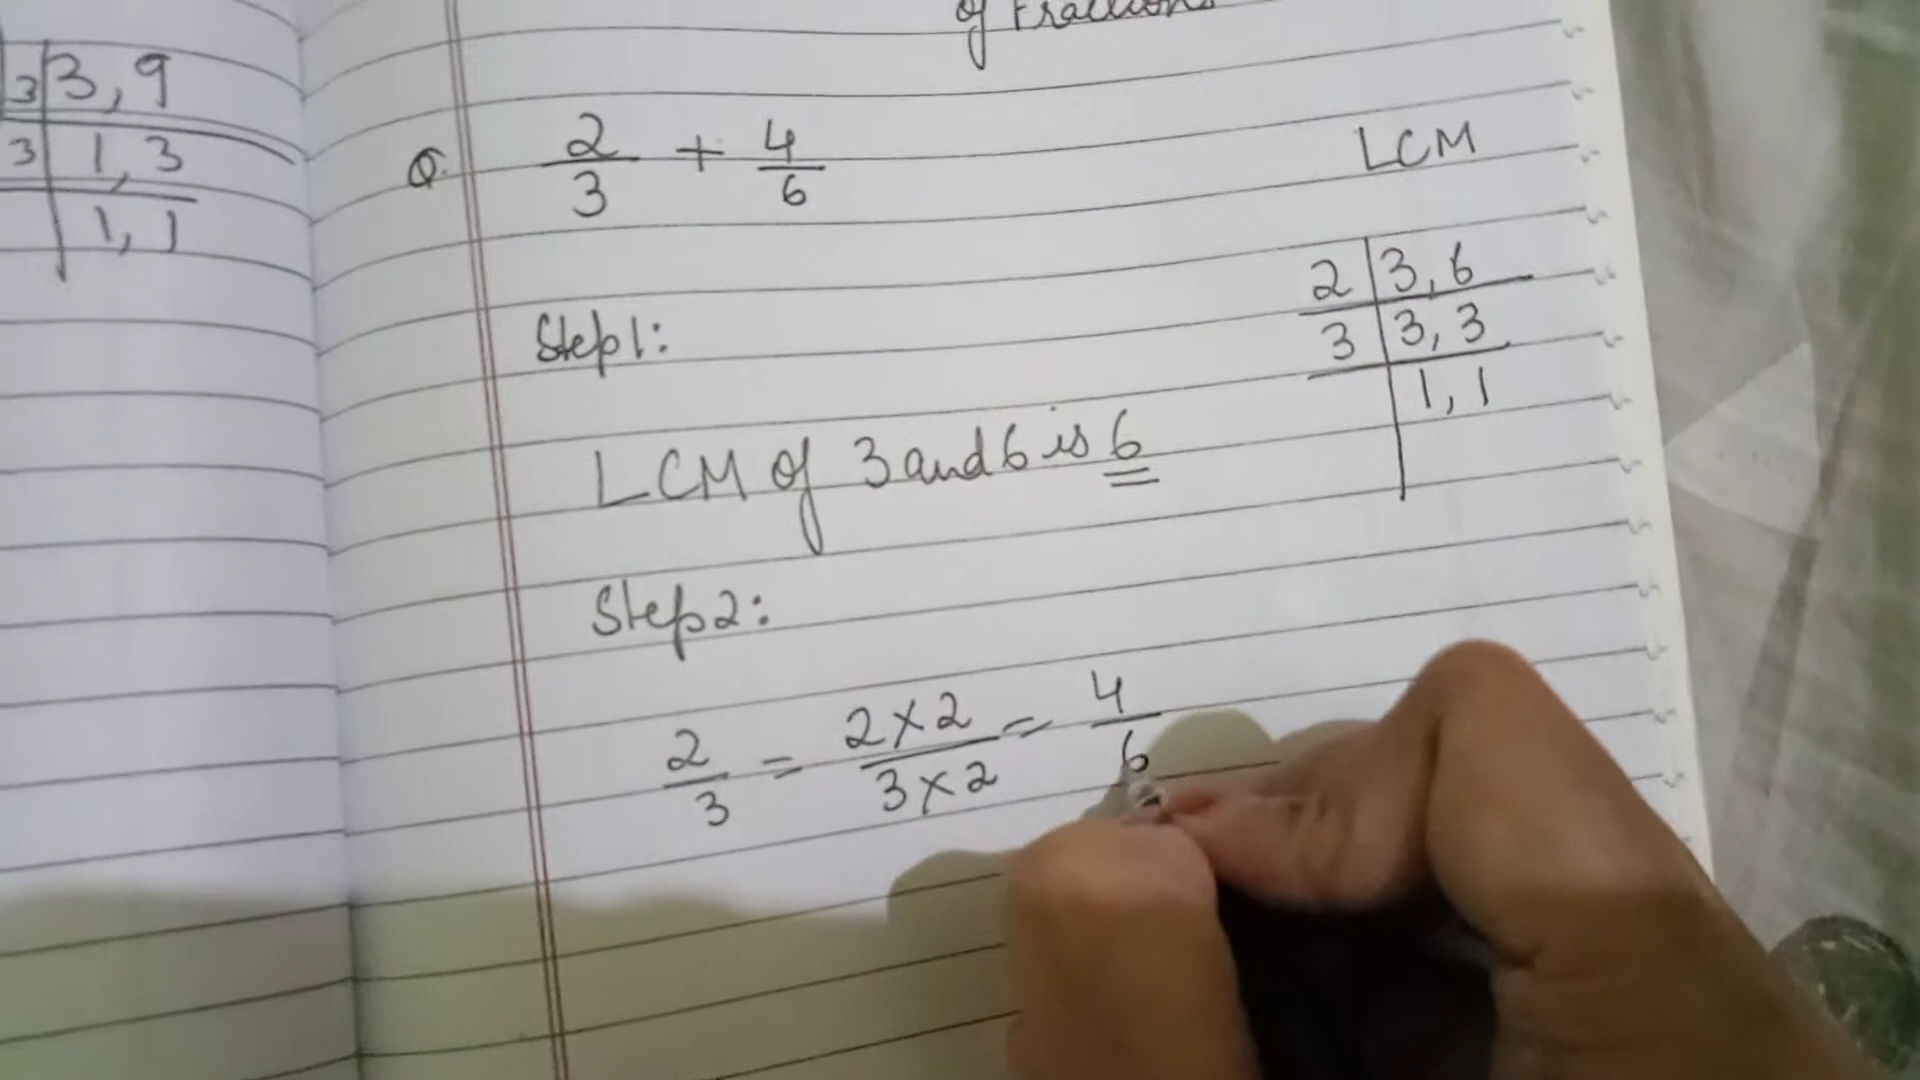 of Fractions
3 | 3, 9
3 | 1, 3
1, 1
Q. 2/3 + 4/6
LCM
2 | 3, 6
3 | 3, 3
1, 1
Step1:
LCM of 3 and 6 is 6
Step2:
2/3 = 2×2/3×2 = 4/6